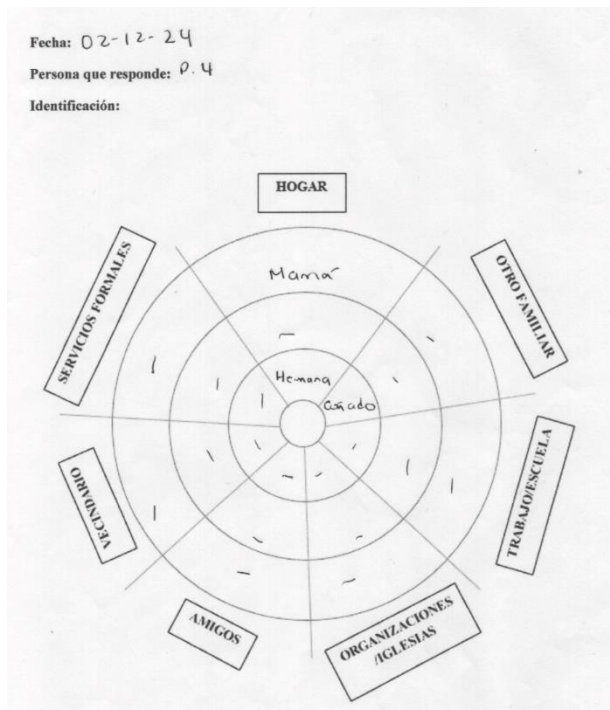 Fecha: 02-12-24
Persona que responde: P.4
Identificación:
HOGAR
SERVICIOS FORMALES
OTRO FAMILIAR
Mamá
Hemana
Cuñado
TRABAJO/ESCUELA
VECINDARIO
AMIGOS
ORGANIZACIONES
/IGLESIAS